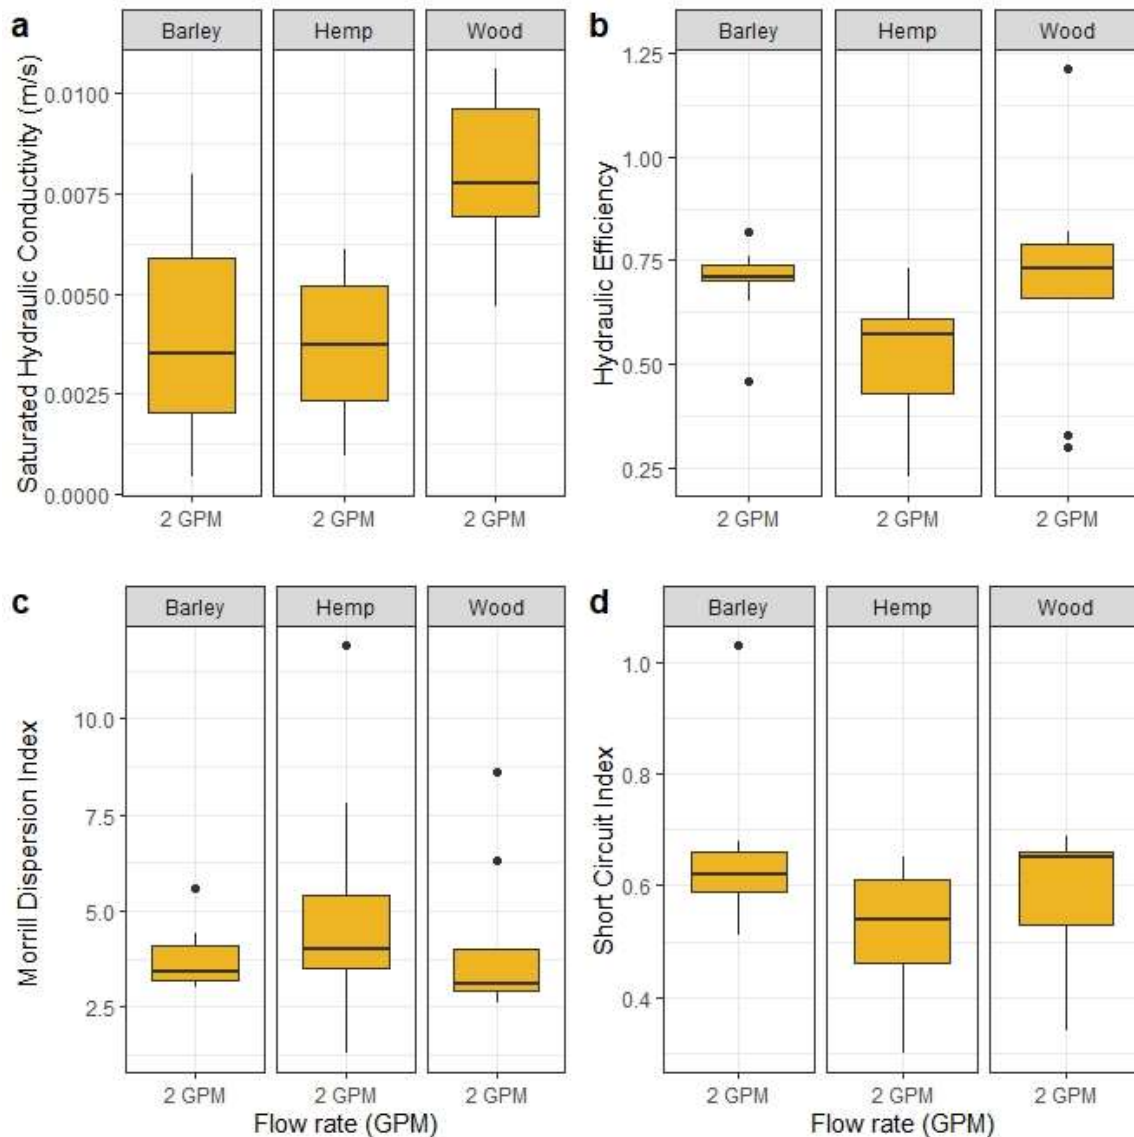 a
Barley Hemp Wood
Saturated Hydraulic Conductivity (m/s)
0.0100
0.0075
0.0050
0.0025
0.0000
2 GPM 2 GPM 2 GPM
b
Barley Hemp Wood
Hydraulic Efficiency
1.25
1.00
0.75
0.50
0.25
2 GPM 2 GPM 2 GPM
c
Barley Hemp Wood
Morrill Dispersion Index
10.0
7.5
5.0
2.5
2 GPM 2 GPM 2 GPM
Flow rate (GPM)
d
Barley Hemp Wood
Short Circuit Index
1.0
0.8
0.6
0.4
2 GPM 2 GPM 2 GPM
Flow rate (GPM)